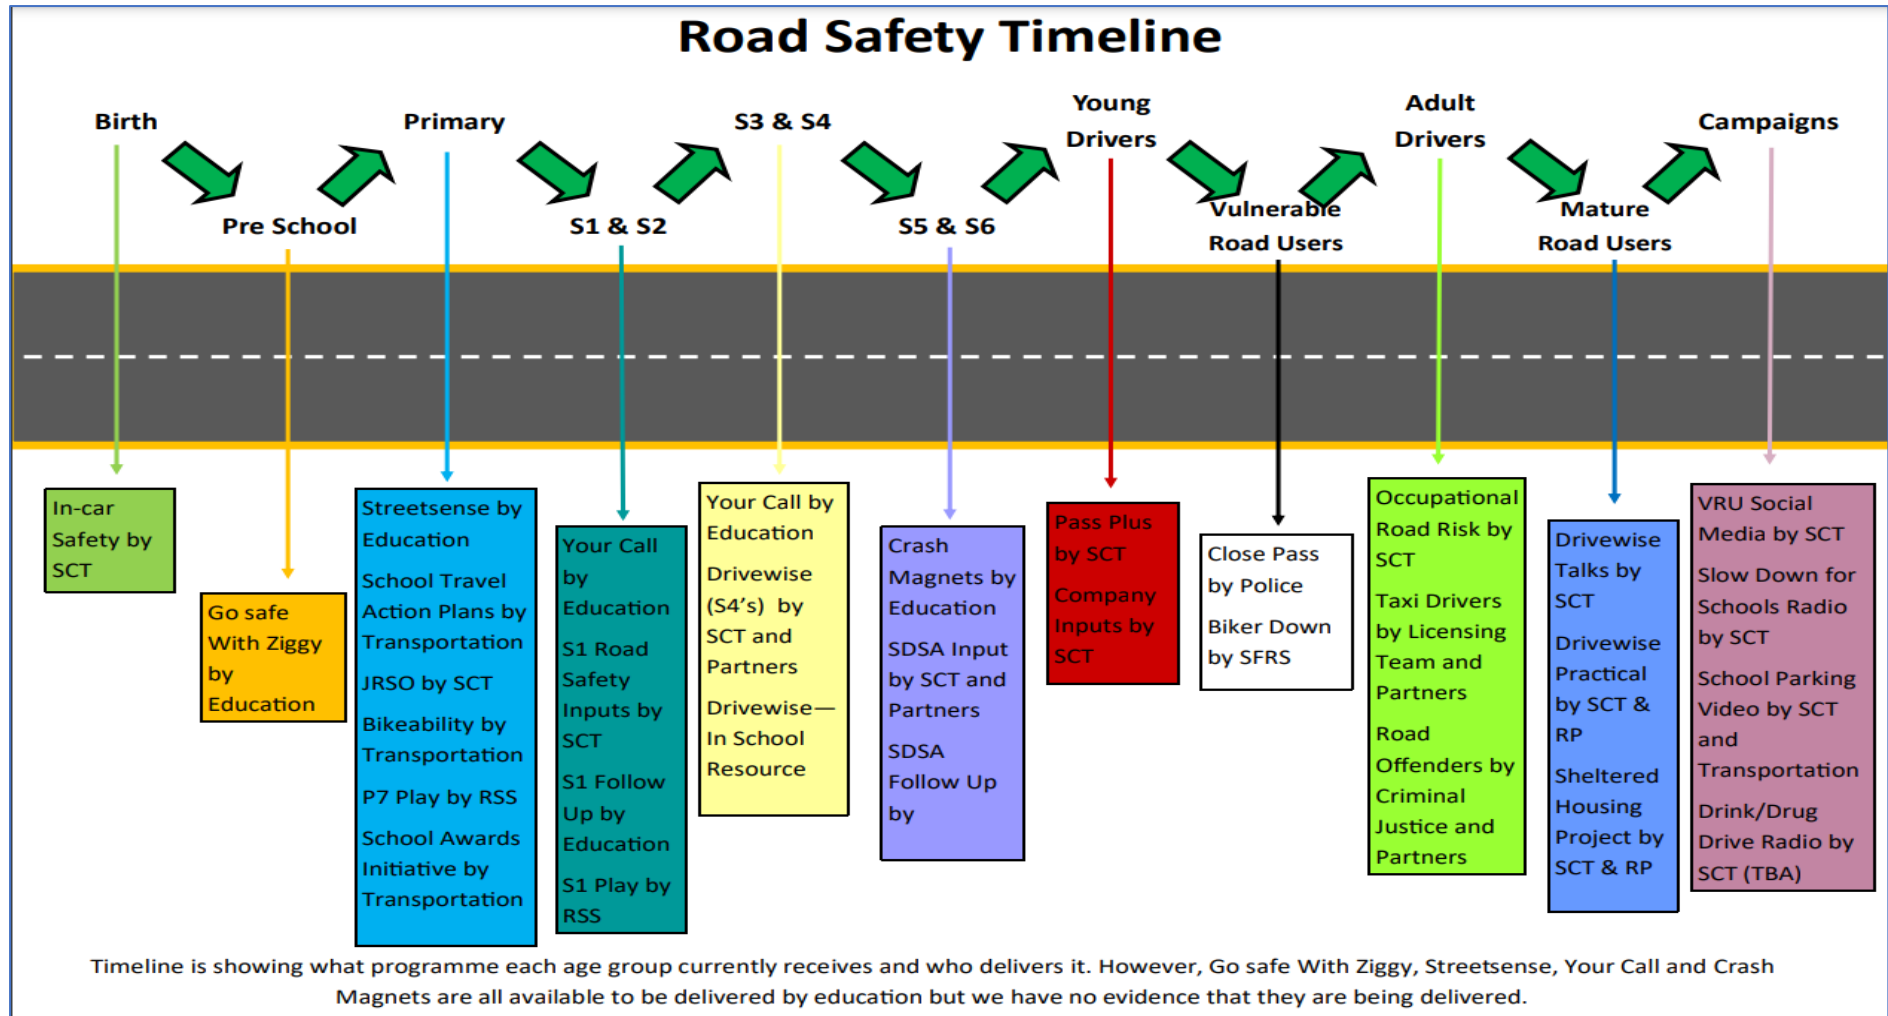 Road Safety Timeline
Birth
Pre School
Primary
S1 & S2
S3 & S4
S5 & S6
Young
Drivers
Vulnerable
Road Users
Adult
Drivers
Mature
Road Users
Campaigns
In-car
Safety by
SCT
Go safe
With Ziggy
by
Education
Streetsense by
Education
School Travel
Action Plans by
Transportation
JRSO by SCT
Bikeability by
Transportation
P7 Play by RSS
School Awards
Initiative by
Transportation
Your Call
by
Education
S1 Road
Safety
Inputs by
SCT
S1 Follow
Up by
Education
S1 Play by
RSS
Your Call by
Education
Drivewise
(S4’s) by
SCT and
Partners
Drivewise—
In School
Resource
Crash
Magnets by
Education
SDSA Input
by SCT and
Partners
SDSA
Follow Up
by
Pass Plus
by SCT
Company
Inputs by
SCT
Close Pass
by Police
Biker Down
by SFRS
Occupational
Road Risk by
SCT
Taxi Drivers
by Licensing
Team and
Partners
Road
Offenders by
Criminal
Justice and
Partners
Drivewise
Talks by
SCT
Drivewise
Practical
by SCT &
RP
Sheltered
Housing
Project by
SCT & RP
VRU Social
Media by SCT
Slow Down for
Schools Radio
by SCT
School Parking
Video by SCT
and
Transportation
Drink/Drug
Drive Radio by
SCT (TBA)
Timeline is showing what programme each age group currently receives and who delivers it. However, Go safe With Ziggy, Streetsense, Your Call and Crash
Magnets are all available to be delivered by education but we have no evidence that they are being delivered.